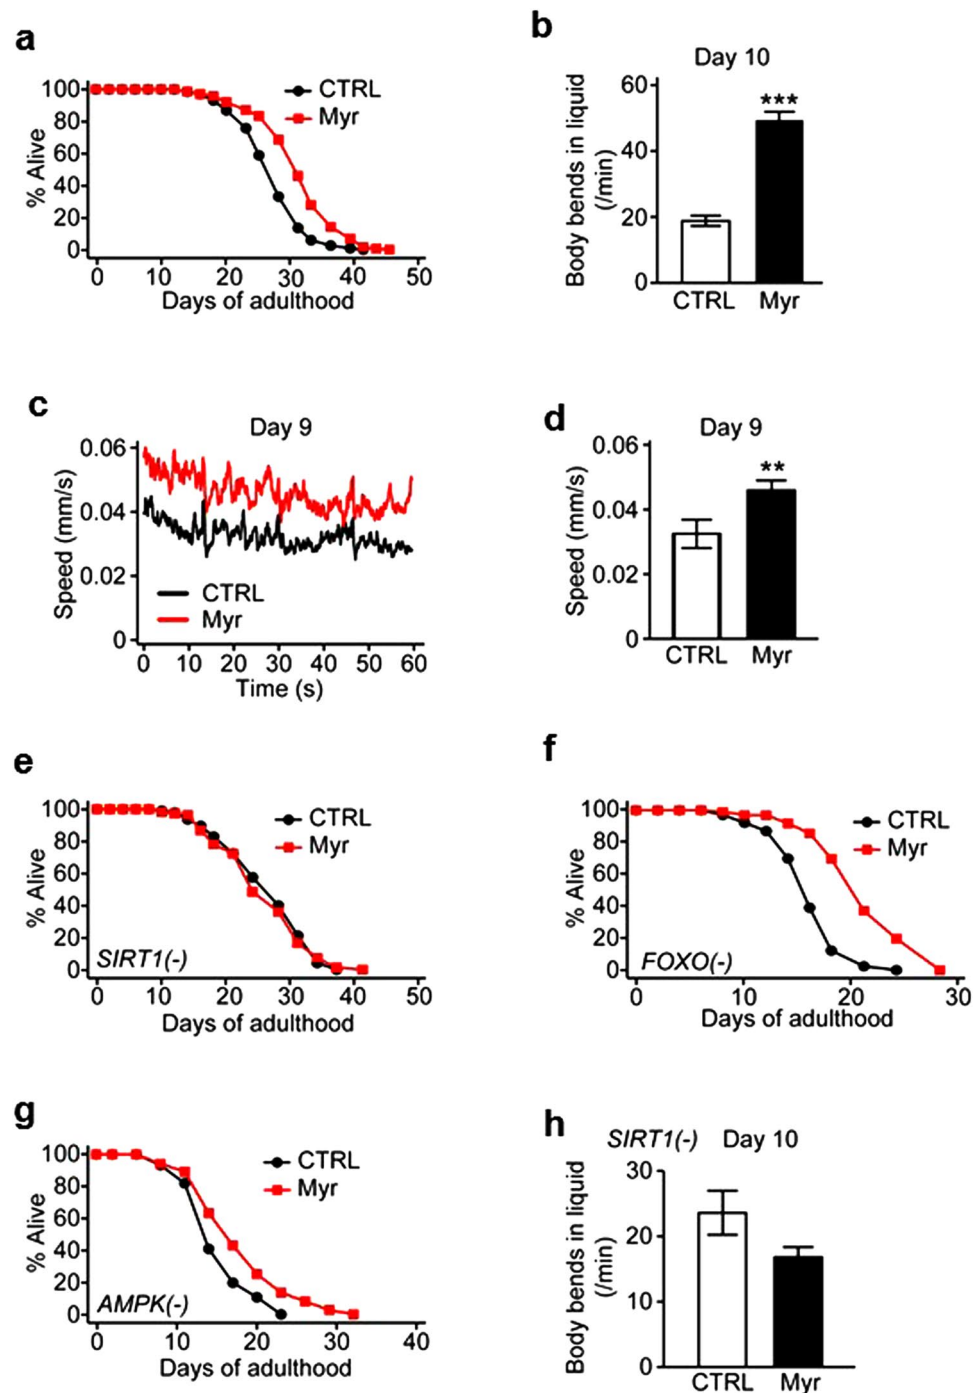 a
100
80
60
40
20
0
% Alive
CTRL
Myr
0 10 20 30 40 50
Days of adulthood
b
Day 10
60
40
20
0
Body bends in liquid
(/min)
***
CTRL Myr
c
Day 9
0.06
0.04
0.02
0
Speed (mm/s)
CTRL
Myr
0 10 20 30 40 50 60
Time (s)
d
Day 9
0.06
0.04
0.02
0
Speed (mm/s)
**
CTRL Myr
e
100
80
60
40
20
0
% Alive
CTRL
Myr
SIRT1(-)
0 10 20 30 40 50
Days of adulthood
f
100
80
60
40
20
0
% Alive
CTRL
Myr
FOXO(-)
0 10 20 30
Days of adulthood
g
100
80
60
40
20
0
% Alive
CTRL
Myr
AMPK(-)
0 10 20 30 40
Days of adulthood
h
SIRT1(-) Day 10
30
20
10
0
Body bends in liquid
(/min)
CTRL Myr